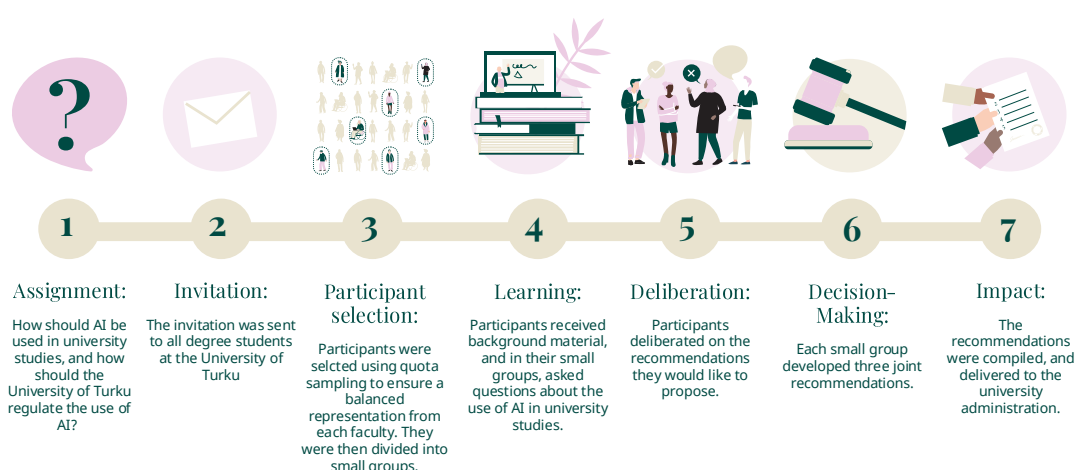 ?
1
2
3
4
5
6
7
Assignment:
How should AI be
used in university
studies, and how
should the
University of Turku
regulate the use of
AI?
Invitation:
The invitation was sent
to all degree students
at the University of
Turku
Participant
selection:
Participants were
selcted using quota
sampling to ensure a
balanced
representation from
each faculty. They
were then divided into
small groups.
Learning:
Participants received
background material,
and in their small
groups, asked
questions about the
use of AI in university
studies.
Deliberation:
Participants
deliberated on the
recommendations
they would like to
propose.
Decision-
Making:
Each small group
developed three joint
recommendations.
Impact:
The
recommendations
were compiled, and
delivered to the
university
administration.